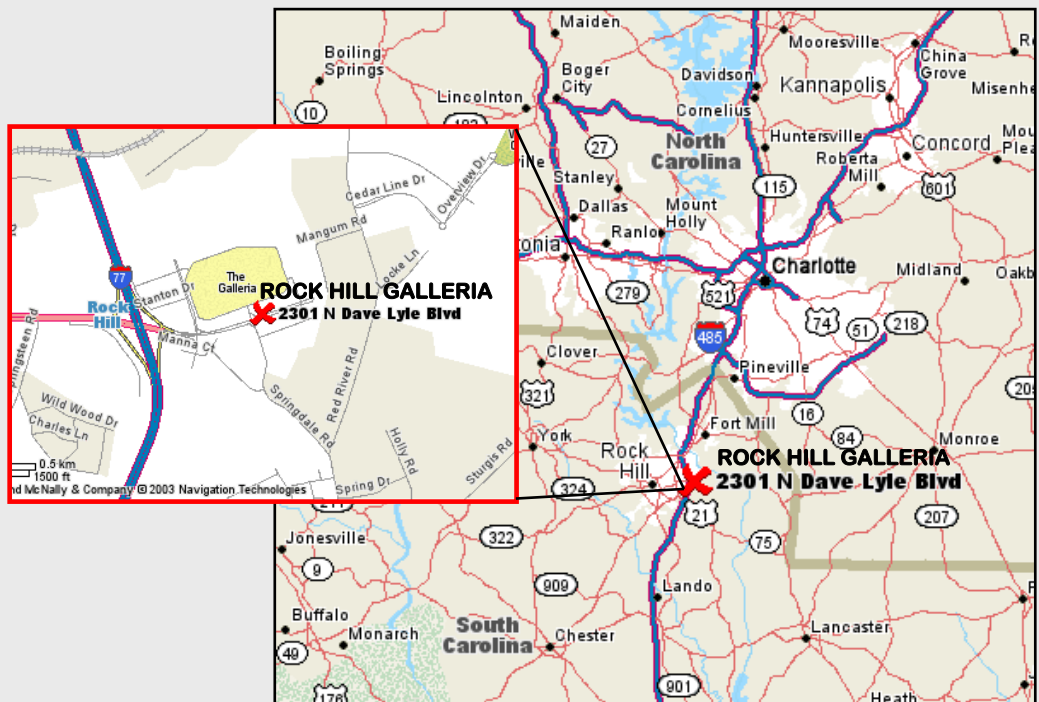 Maiden
Mooresville
China
Grove
Boiling
Springs
Boger
City
Davidson
Kannapolis
Misenhe
Lincolnton
Cornelius
10
27
North
Carolina
Huntersville
Concord
Roberta
Mill
Stanley
115
601
Dallas
Mount
Holly
Ranlo
onia
Charlotte
Midland
Oakb
279
521
74
51
218
485
Clover
Pineville
321
16
205
Fort Mill
84
York
Rock
Hill
Monroe
ROCK HILL GALLERIA
2301 N Dave Lyle Blvd
324
21
207
322
75
Jonesville
9
909
Lando
Buffalo
South
Carolina
Monarch
Chester
Lancaster
49
901
176
Heath
Cedar Line Dr
Overview Dr
Mangum Rd
Locke Ln
77
The
Galleria
Stanton Dr
ROCK HILL GALLERIA
2301 N Dave Lyle Blvd
Rock
Hill
Manna Ct
Red River Rd
Springdale Rd
Wild Wood Dr
Charles Ln
Holly Rd
Sturgis Rd
Spring Dr
0.5 km
1500 ft
nd McNally & Company © 2003 Navigation Technologies